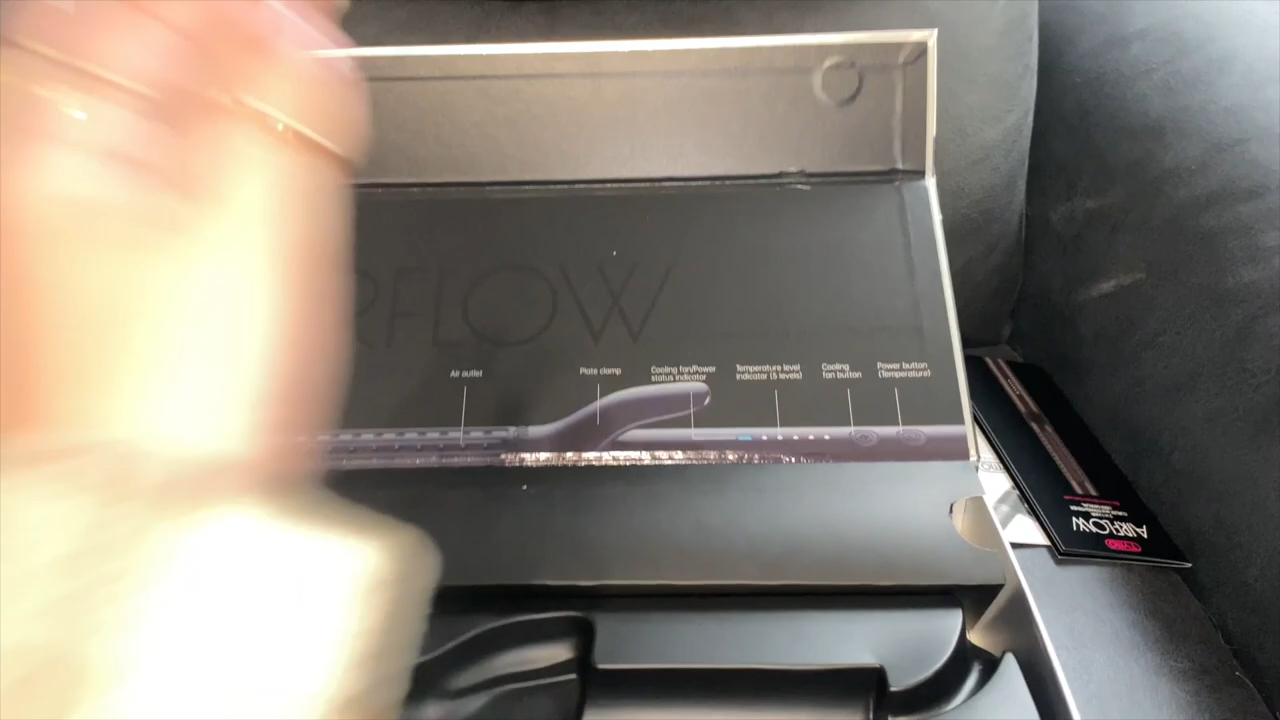 RFLOW
Air outlet
Plate clamp
Cooling fan/Power
status indicator
Temperature level
indicator (5 levels)
Cooling
fan button
Power button
(Temperature)
TYMO
AIRFLOW